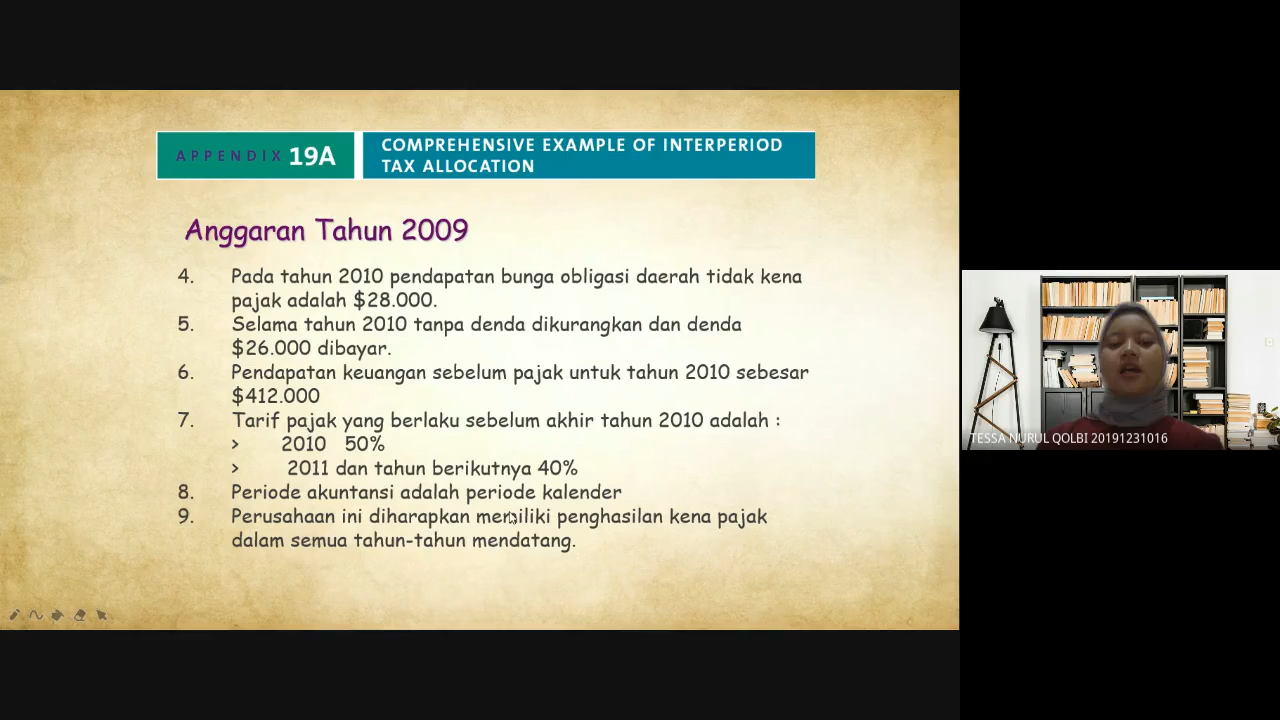 APPENDIX 19A
COMPREHENSIVE EXAMPLE OF INTERPERIOD
TAX ALLOCATION
Anggaran Tahun 2009
4. Pada tahun 2010 pendapatan bunga obligasi daerah tidak kena
pajak adalah $28.000.
5. Selama tahun 2010 tanpa denda dikurangkan dan denda
$26.000 dibayar.
6. Pendapatan keuangan sebelum pajak untuk tahun 2010 sebesar
$412.000
7. Tarif pajak yang berlaku sebelum akhir tahun 2010 adalah :
> 2010 50%
> 2011 dan tahun berikutnya 40%
8. Periode akuntansi adalah periode kalender
9. Perusahaan ini diharapkan memiliki penghasilan kena pajak
dalam semua tahun-tahun mendatang.
TESSA NURUL QOLBI 20191231016